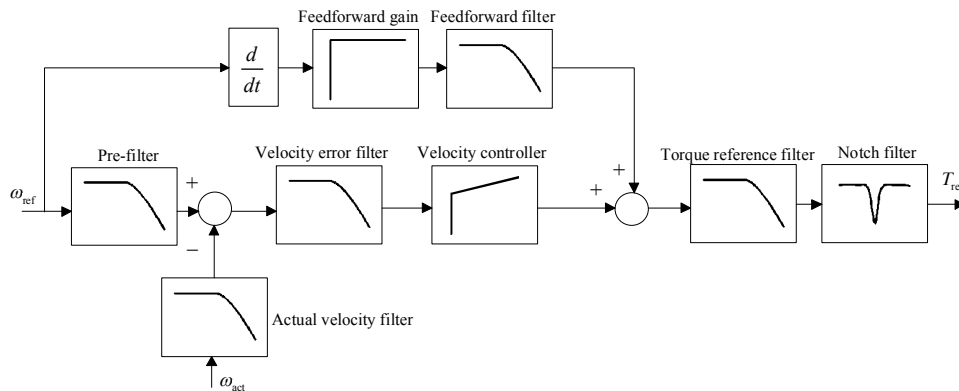 Feedforward gain
Feedforward filter
d
dt
+
Pre-filter
Velocity error filter
Velocity controller
Torque reference filter
Notch filter
ω_ref
+
−
+
T_re
Actual velocity filter
ω_act